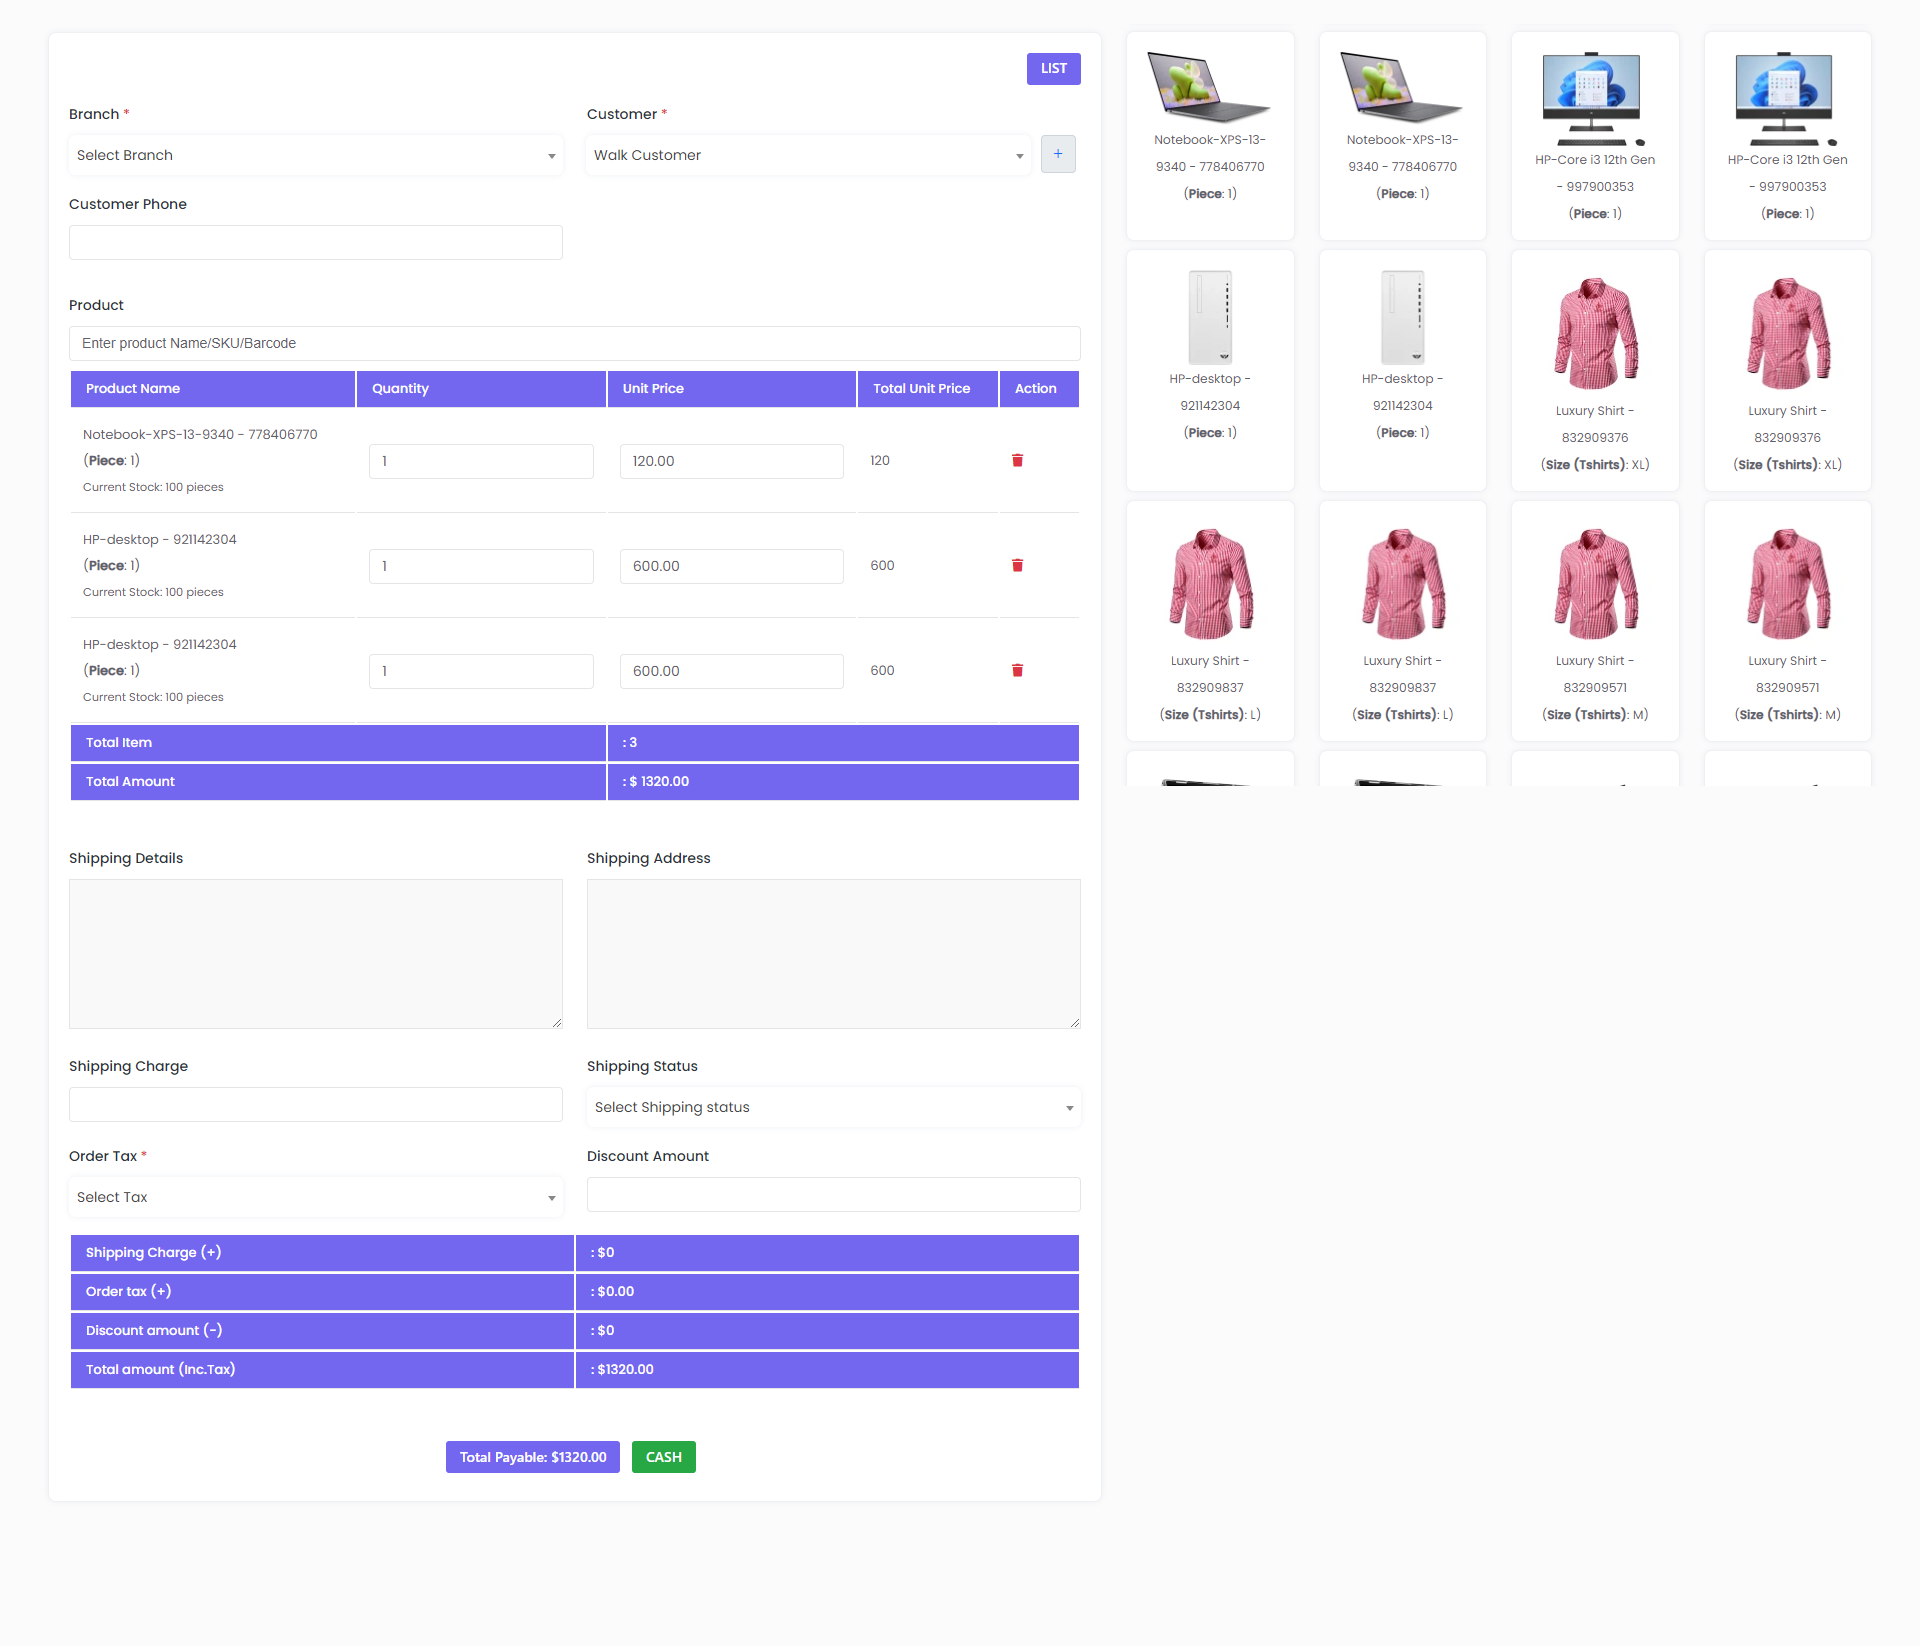 LIST
Branch *
Customer *
Select Branch
Walk Customer
+
Customer Phone
Product
Enter product Name/SKU/Barcode
Product Name
Quantity
Unit Price
Total Unit Price
Action
Notebook-XPS-13-9340 - 778406770
(Piece: 1)
Current Stock: 100 pieces
1
120.00
120
HP-desktop - 921142304
(Piece: 1)
Current Stock: 100 pieces
1
600.00
600
HP-desktop - 921142304
(Piece: 1)
Current Stock: 100 pieces
1
600.00
600
Total Item
: 3
Total Amount
: $ 1320.00
Shipping Details
Shipping Address
Shipping Charge
Shipping Status
Select Shipping status
Order Tax *
Discount Amount
Select Tax
Shipping Charge (+)
: $0
Order tax (+)
: $0.00
Discount amount (-)
: $0
Total amount (Inc.Tax)
: $1320.00
Total Payable: $1320.00
CASH
Notebook-XPS-13-
9340 - 778406770
(Piece: 1)
Notebook-XPS-13-
9340 - 778406770
(Piece: 1)
HP-Core i3 12th Gen
- 997900353
(Piece: 1)
HP-Core i3 12th Gen
- 997900353
(Piece: 1)
HP-desktop -
921142304
(Piece: 1)
HP-desktop -
921142304
(Piece: 1)
Luxury Shirt -
832909376
(Size (Tshirts): XL)
Luxury Shirt -
832909376
(Size (Tshirts): XL)
Luxury Shirt -
832909837
(Size (Tshirts): L)
Luxury Shirt -
832909837
(Size (Tshirts): L)
Luxury Shirt -
832909571
(Size (Tshirts): M)
Luxury Shirt -
832909571
(Size (Tshirts): M)